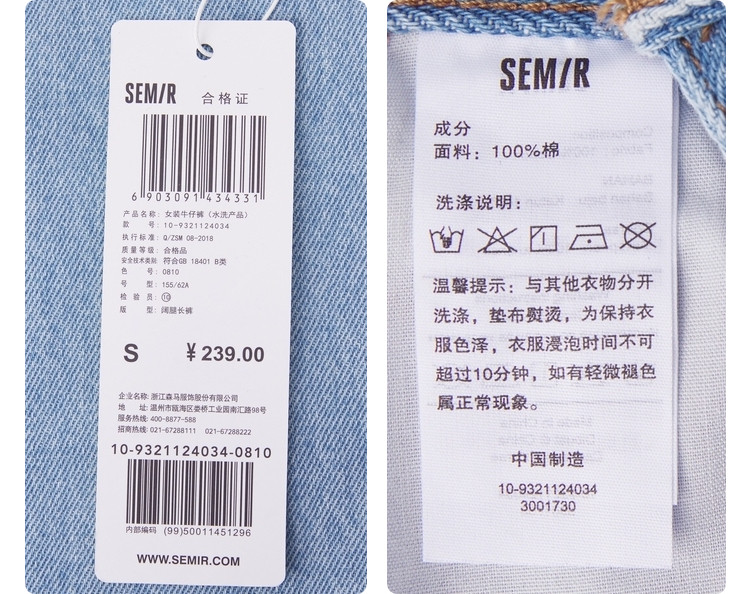 SEMIR 合格证
6 903091 434331
产品名称: 女装牛仔裤（水洗产品）
款 号: 10-9321124034
执行标准: Q/ZSM 08-2018
质量等级: 合格品
安全技术类别: 符合GB 18401 B类
色 号: 0810
号 型: 155/62A
检 验 员: ⑩
版 型: 阔腿长裤
S ¥239.00
企业名称: 浙江森马服饰股份有限公司
地 址: 温州市瓯海区娄桥工业园南汇路98号
服务热线: 400-8877-588
招商热线: 021-67288111 021-67288222
10-9321124034-0810
内部编码 (99)50011451296
WWW.SEMIR.COM
SEMIR
成分
面料：100%棉
洗涤说明：
温馨提示：与其他衣物分开
洗涤，垫布熨烫，为保持衣
服色泽，衣服浸泡时间不可
超过10分钟，如有轻微褪色
属正常现象。
中国制造
10-9321124034
3001730